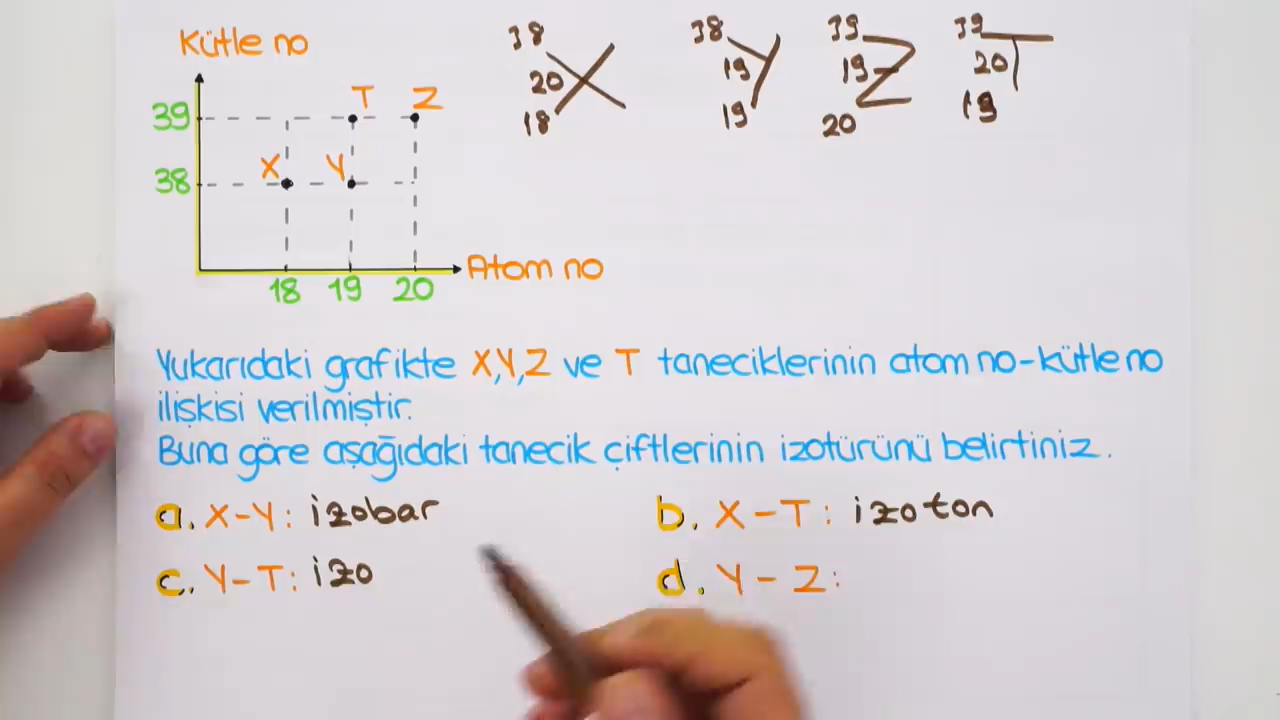 Kütle no
39
38
T Z
X Y
18 19 20
Atom no
38
20 X
18
38
19 Y
19
39
19 Z
20
39
20 T
19
Yukarıdaki grafikte X,Y,Z ve T taneciklerinin atom no-kütle no
ilişkisi verilmiştir.
Buna göre aşağıdaki tanecik çiftlerinin izotürünü belirtiniz.
a. X-Y: izobar
b. X-T: izoton
c. Y-T: izo
d. Y-Z: